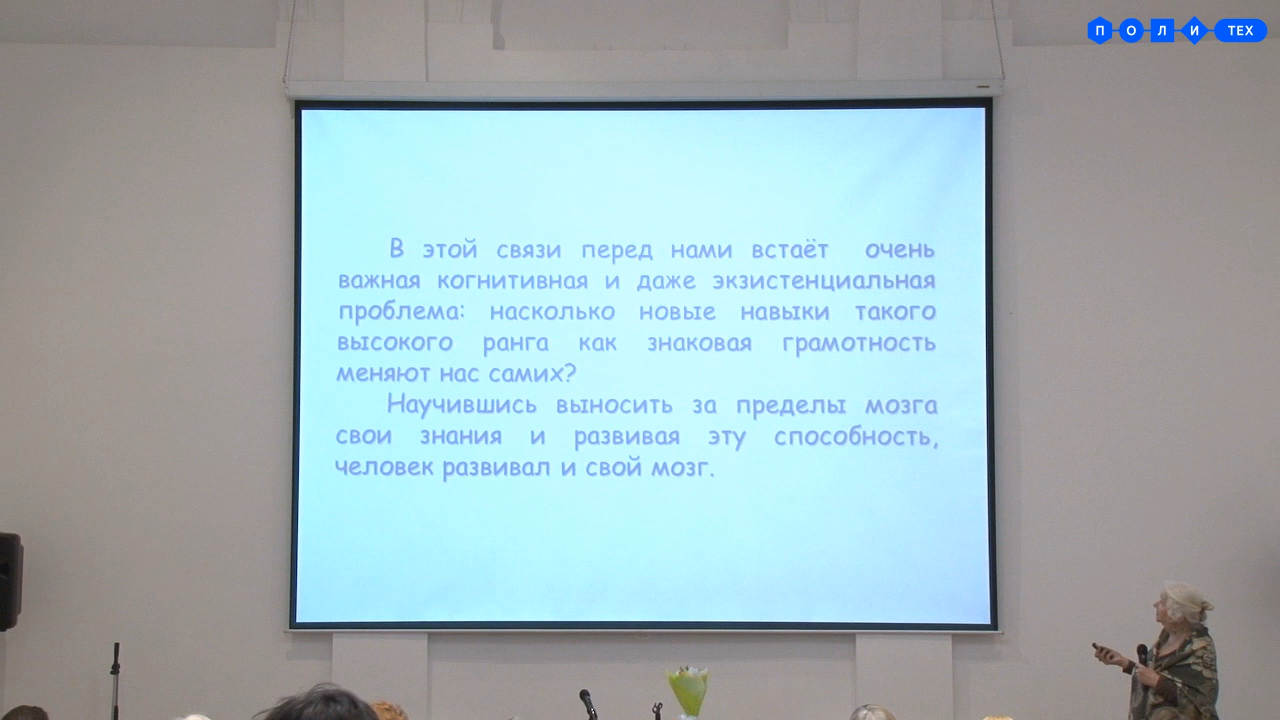 ПОЛИТЕХ
В этой связи перед нами встаёт очень
важная когнитивная и даже экзистенциальная
проблема: насколько новые навыки такого
высокого ранга как знаковая грамотность
меняют нас самих?
Научившись выносить за пределы мозга
свои знания и развивая эту способность,
человек развивал и свой мозг.